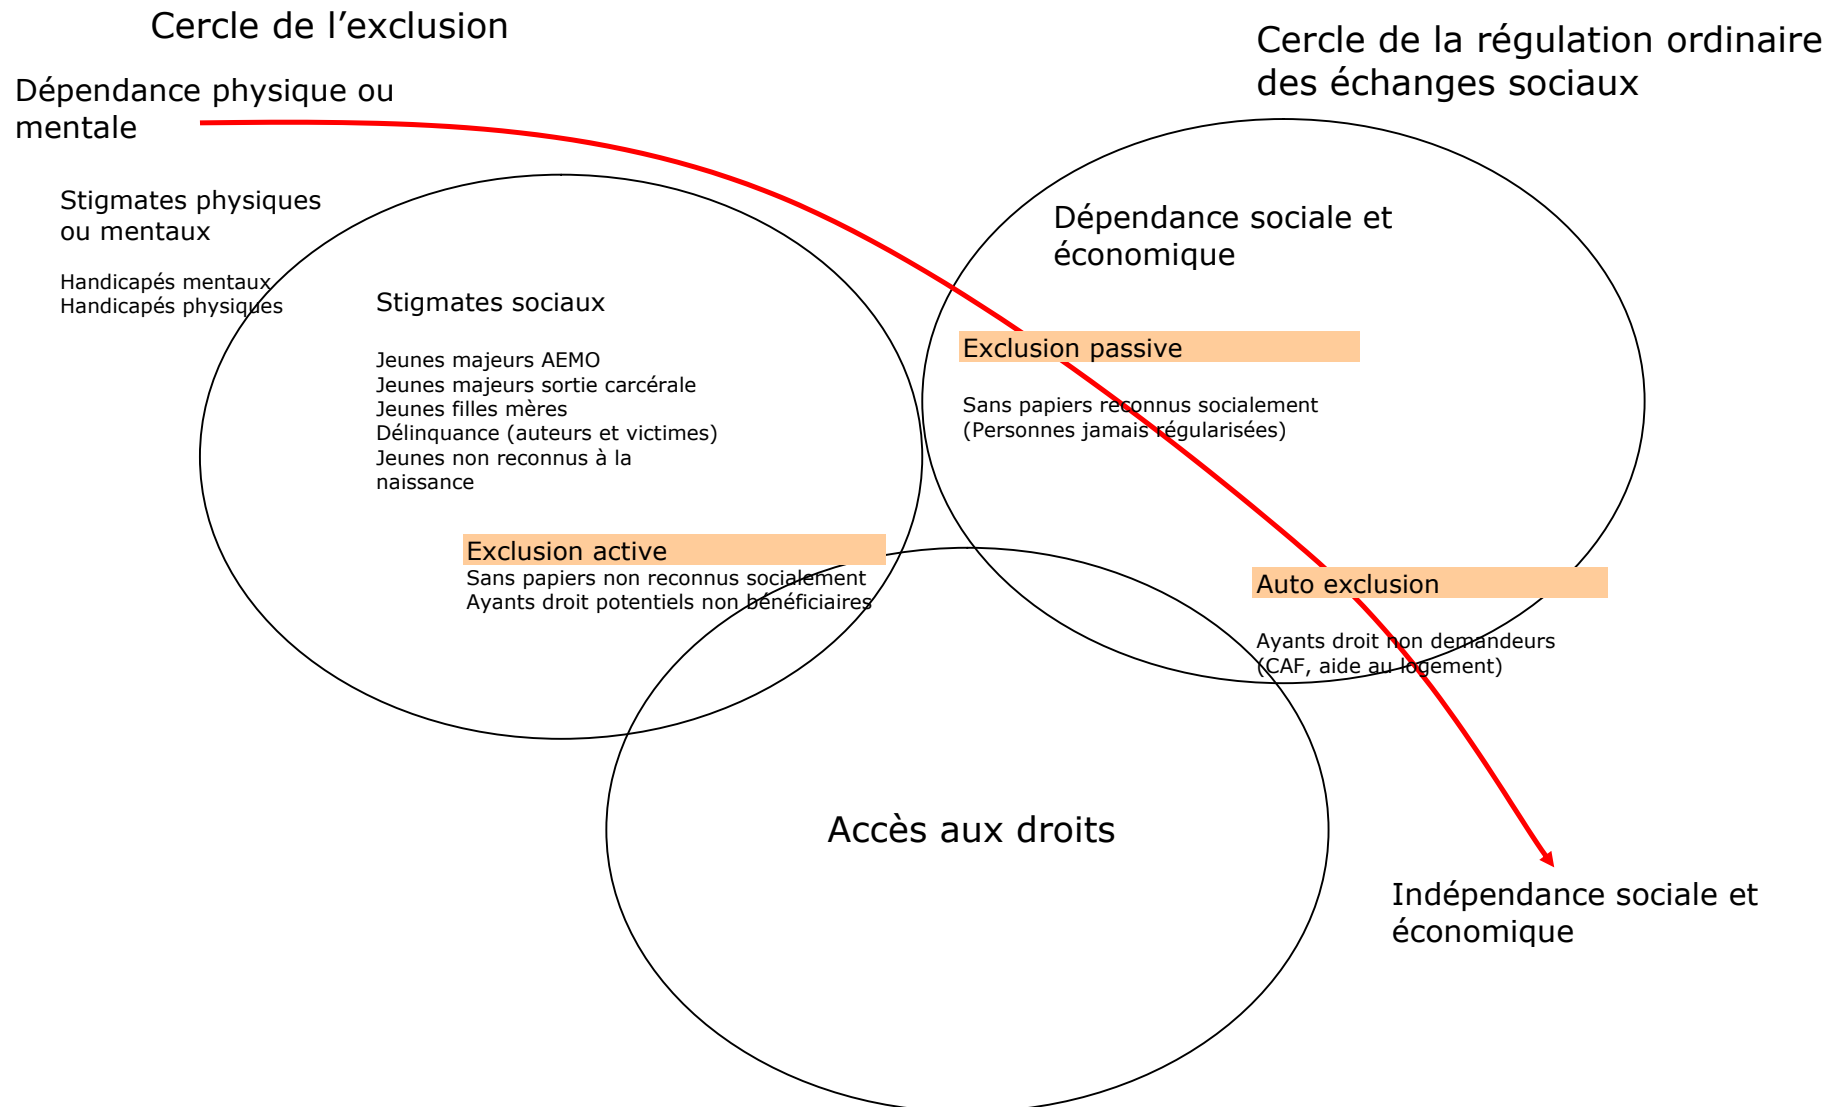 Cercle de l’exclusion
Cercle de la régulation ordinaire
des échanges sociaux
Dépendance physique ou
mentale
Stigmates physiques
ou mentaux
Handicapés mentaux
Handicapés physiques
Stigmates sociaux
Jeunes majeurs AEMO
Jeunes majeurs sortie carcérale
Jeunes filles mères
Délinquance (auteurs et victimes)
Jeunes non reconnus à la
naissance
Exclusion active
Sans papiers non reconnus socialement
Ayants droit potentiels non bénéficiaires
Dépendance sociale et
économique
Exclusion passive
Sans papiers reconnus socialement
(Personnes jamais régularisées)
Auto exclusion
Ayants droit non demandeurs
(CAF, aide au logement)
Accès aux droits
Indépendance sociale et
économique